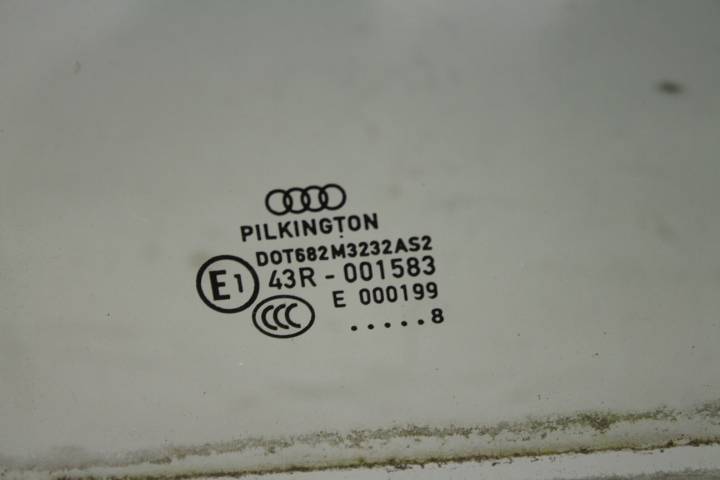 PILKINGTON
DOT682M3232AS2
E1 43R - 001583
E 000199
CCC
.....8